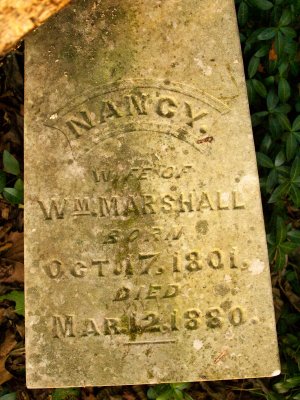 NANCY.
WIFE OF
WM. MARSHALL
BORN
OCT. 17. 1801.
DIED
MAR. 12. 1880.